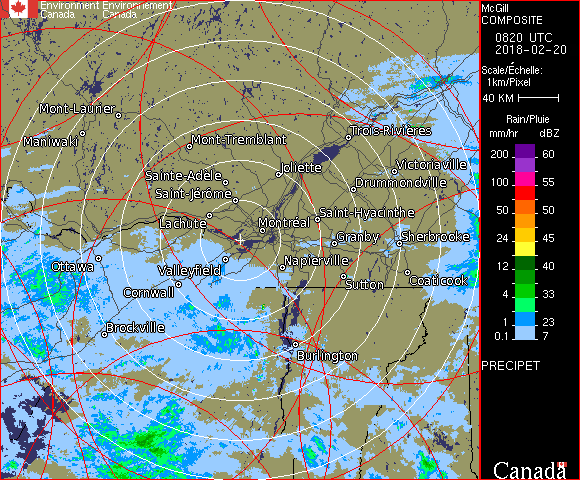 Environment Environnement
Canada Canada
Mont-Laurier
Maniwaki
Mont-Tremblant
Trois-Rivières
Sainte-Adèle
Joliette
Victoriaville
Saint-Jérôme
Drummondville
Lachute
Montréal
Saint-Hyacinthe
Granby
Sherbrooke
Ottawa
Valleyfield
Napierville
Cornwall
Sutton
Coaticook
Brockville
Burlington
McGill
COMPOSITE
0820 UTC
2018-02-20
Scale/Échelle:
1km/Pixel
40 KM
Rain/Pluie
mm/hr dBZ
200 60
100 55
50 50
24 45
12 40
4 33
1 23
0.1 7
PRECIPET
Canada